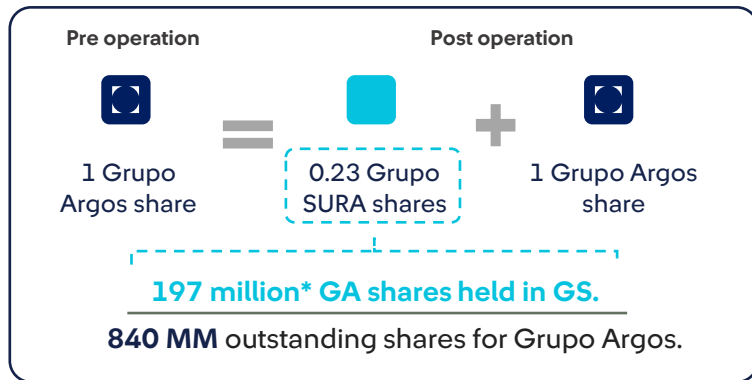 Pre operation
Post operation
=
+
1 Grupo
Argos share
0.23 Grupo
SURA shares
1 Grupo Argos
share
197 million* GA shares held in GS.
840 MM outstanding shares for Grupo Argos.